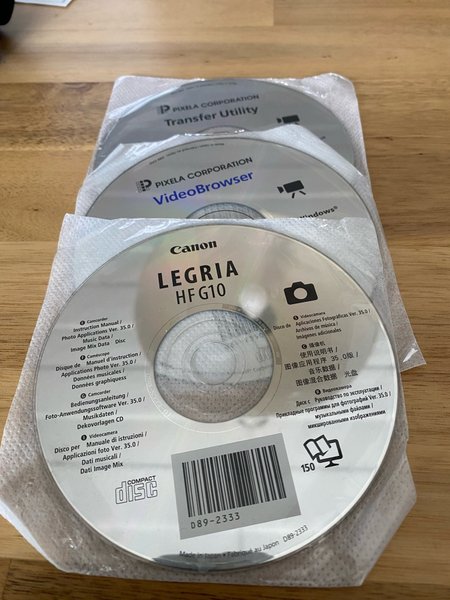 PIXELA CORPORATION
Transfer Utility
PIXELA CORPORATION
VideoBrowser
Windows®
Canon
LEGRIA
HF G10
E Camcorder
Instruction Manual /
Photo Applications Ver. 35.0 /
Music Data /
Image Mix Data Disc
F Caméscope
Disque de Manuel d'instruction /
Applications Photo Ver. 35.0 /
Données musicales /
Données graphiques
G Camcorder
Bedienungsanleitung /
Foto-Anwendungssoftware Ver. 35.0 /
Musikdaten /
Dekovorlagen CD
I Videocamera
Disco per Manuale di istruzioni /
Applicazioni foto Ver. 35.0 /
Dati musicali /
Dati Image Mix
S Videocámara
Disco de Aplicaciones Fotográficas Ver. 35.0 /
Archivos de música /
Imágenes adicionales
C 摄像机
使用说明书 /
图像应用程序 35.0版 /
音乐数据 /
图像混合数据 光盘
R Видеокамера
Диск с Руководство по эксплуатации /
Прикладные программы для фотографий Ver. 35.0 /
музыкальными файлами /
микшированными изображениями
150
COMPACT
disc
D89-2333
Made in Japan • Fabriqué au Japon D89-2333